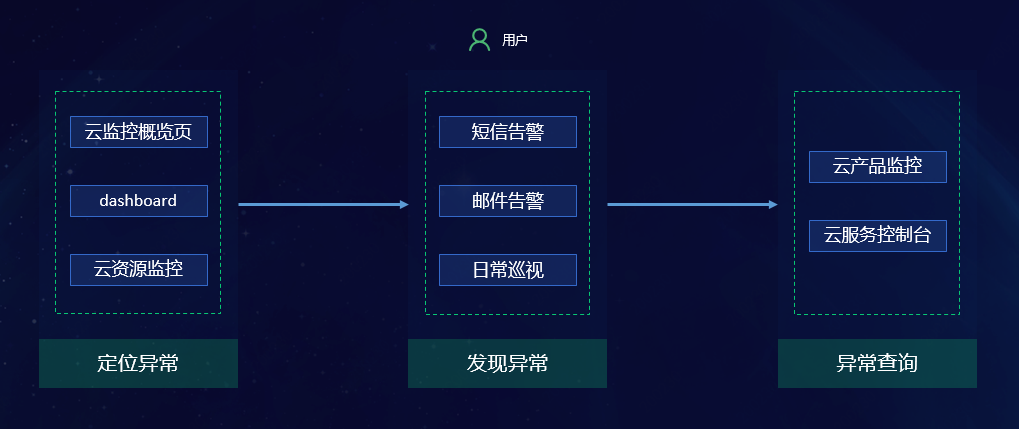 用户
云监控概览页
dashboard
云资源监控
定位异常
短信告警
邮件告警
日常巡视
发现异常
云产品监控
云服务控制台
异常查询